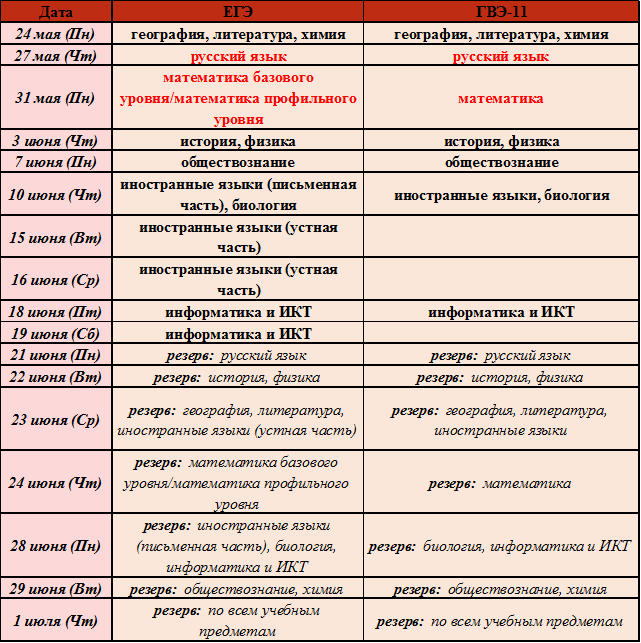 Дата ЕГЭ ГВЭ-11
24 мая (Пн) география, литература, химия география, литература, химия
27 мая (Чт) русский язык русский язык
математика базового
31 мая (Пн) уровня/математика профильного математика
уровня
3 июня (Чт) история, физика история, физика
7 июня (Пн) обществознание обществознание
10 июня (Чт) иностранные языки (письменная иностранные языки, биология
часть), биология
15 июня (Вт) иностранные языки (устная
часть)
16 июня (Ср) иностранные языки (устная
часть)
18 июня (Пт) информатика и ИКТ информатика и ИКТ
19 июня (Сб) информатика и ИКТ
21 июня (Пн) резерв: русский язык резерв: русский язык
22 июня (Вт) резерв: история, физика резерв: история, физика
23 июня (Ср) резерв: география, литература, резерв: география, литература,
иностранные языки (устная часть) иностранные языки
резерв: математика базового
24 июня (Чт) уровня/математика профильного резерв: математика
уровня
резерв: иностранные языки
28 июня (Пн) (письменная часть), биология, резерв: биология, информатика и ИКТ
информатика и ИКТ
29 июня (Вт) резерв: обществознание, химия резерв: обществознание, химия
1 июля (Чт) резерв: по всем учебным резерв: по всем учебным предметам
предметам